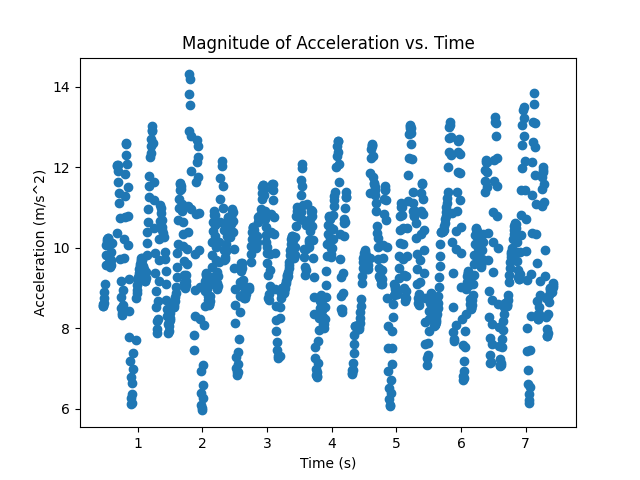 Magnitude of Acceleration vs. Time
Acceleration (m/s^2)
14
12
10
8
6
1 2 3 4 5 6 7
Time (s)